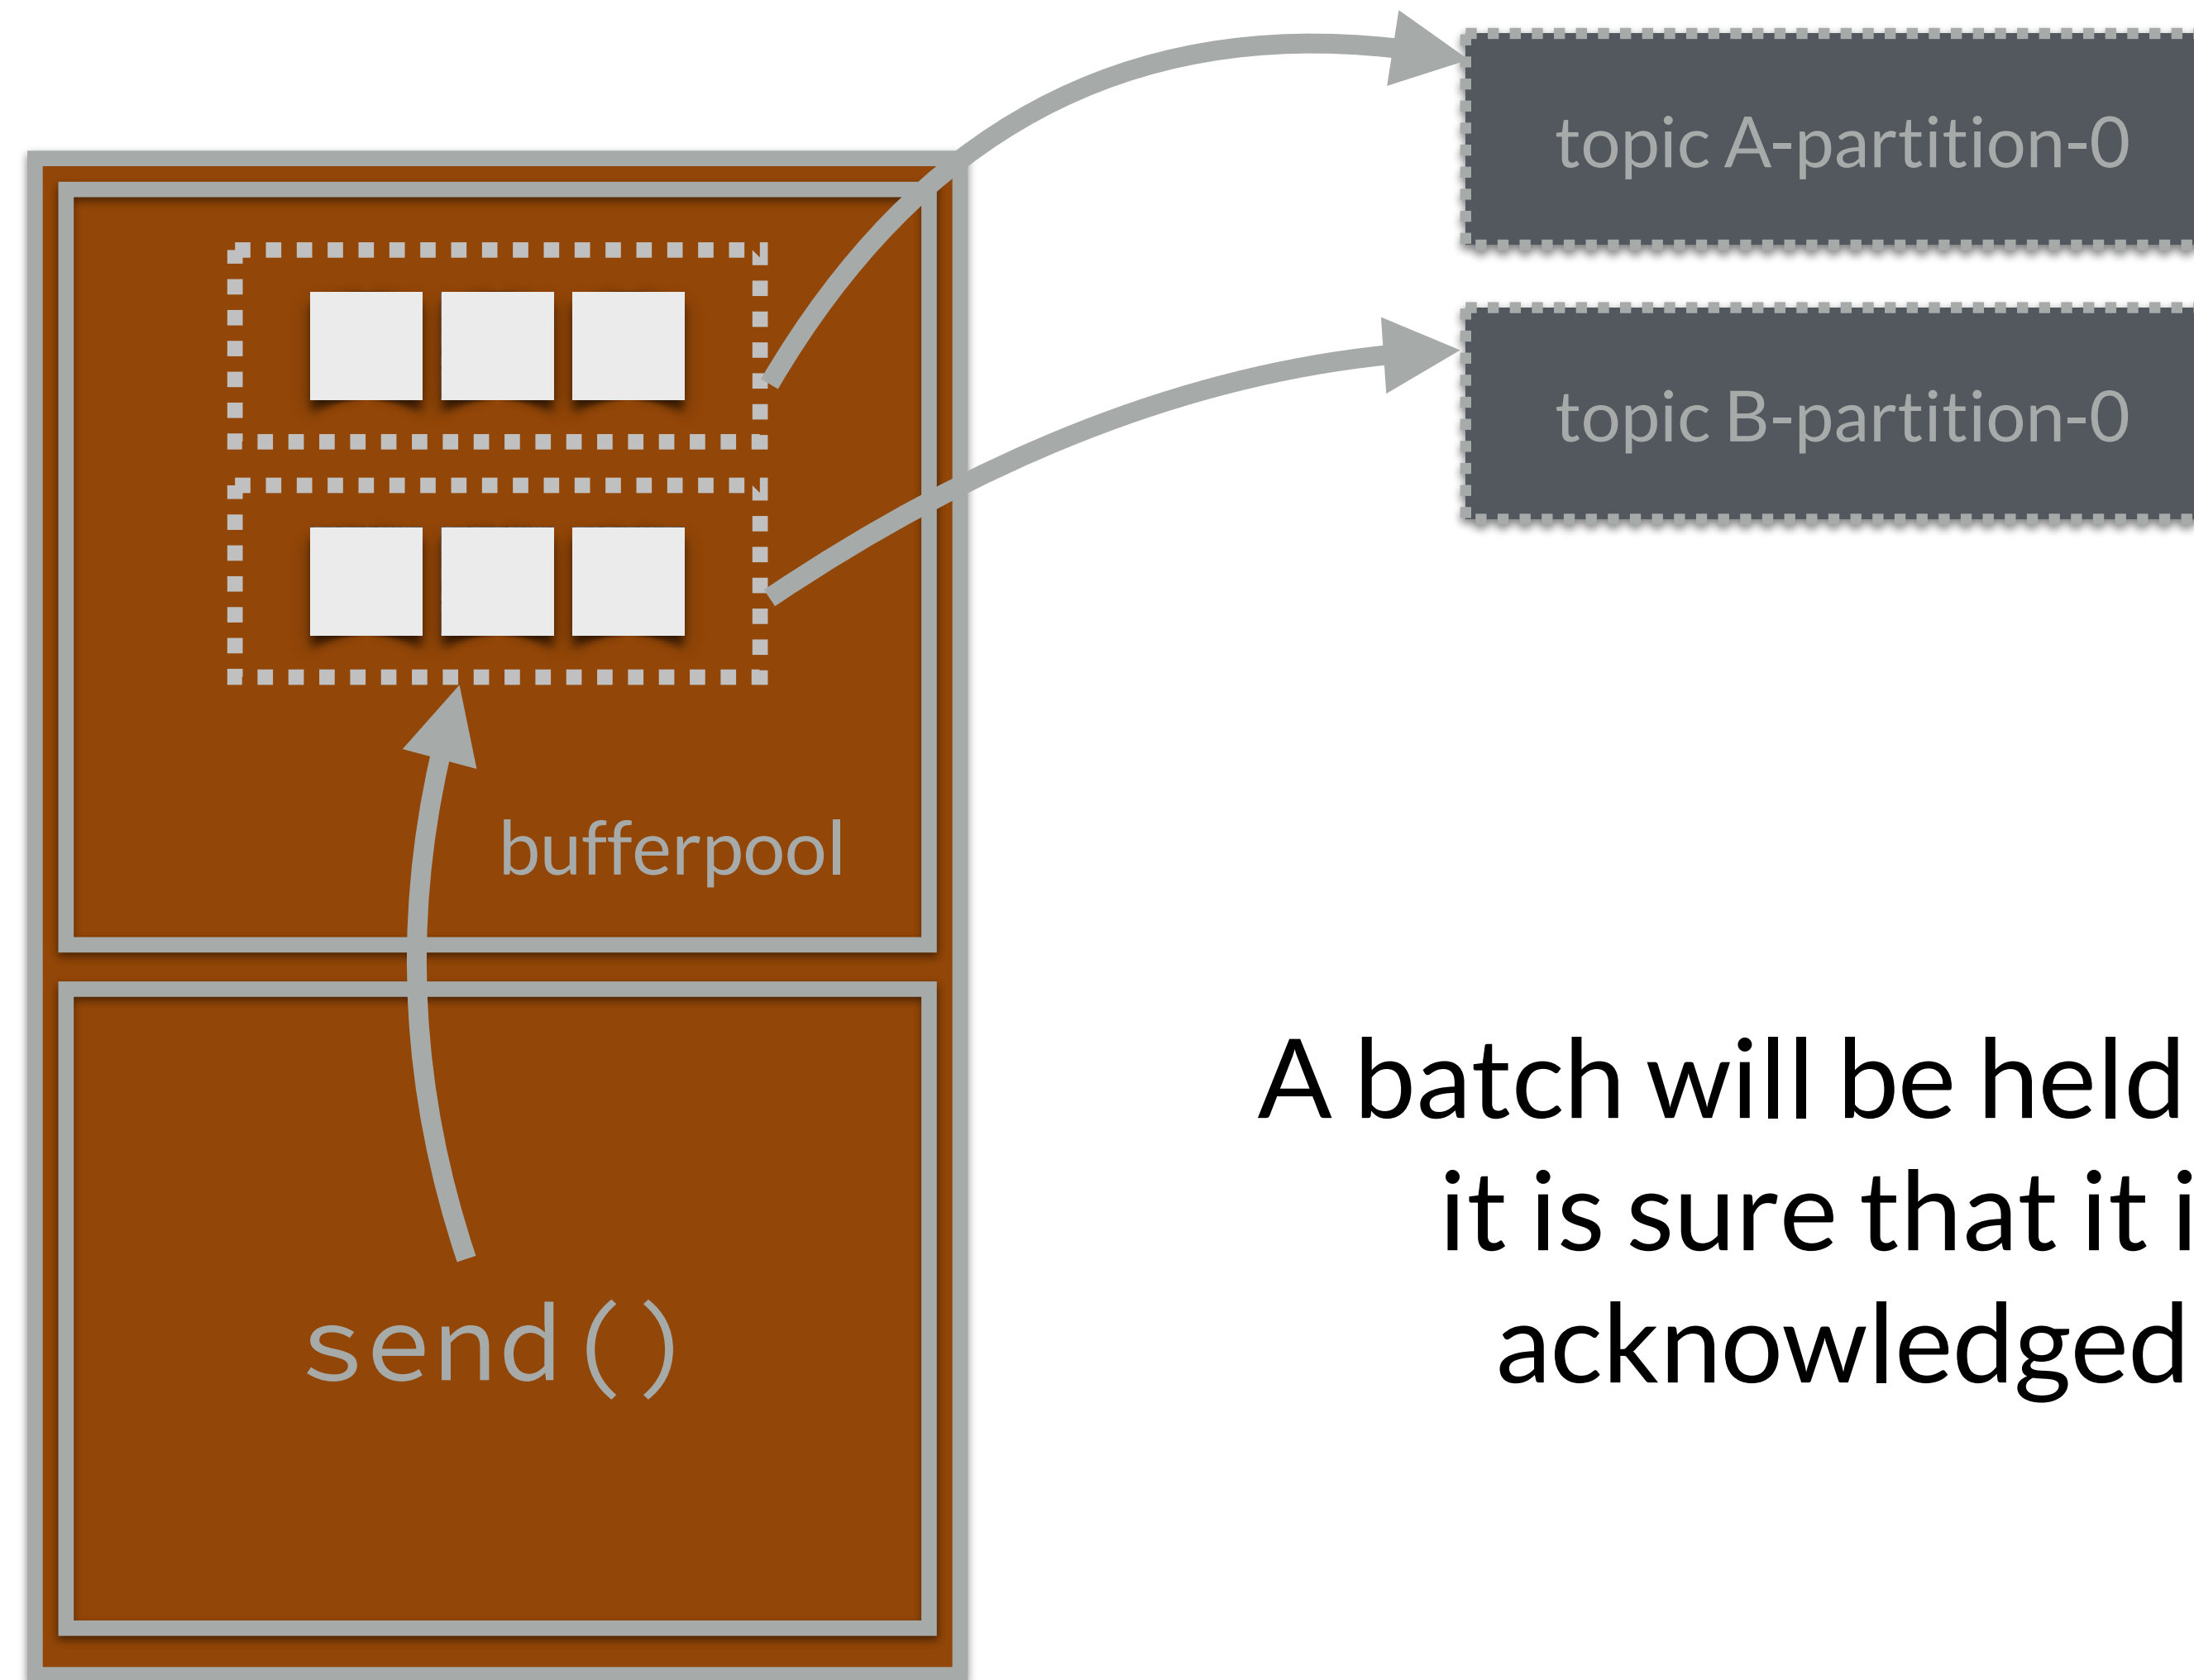 topic A-partition-0
topic B-partition-0
bufferpool
A batch will be held
it is sure that it
acknowledged
send()